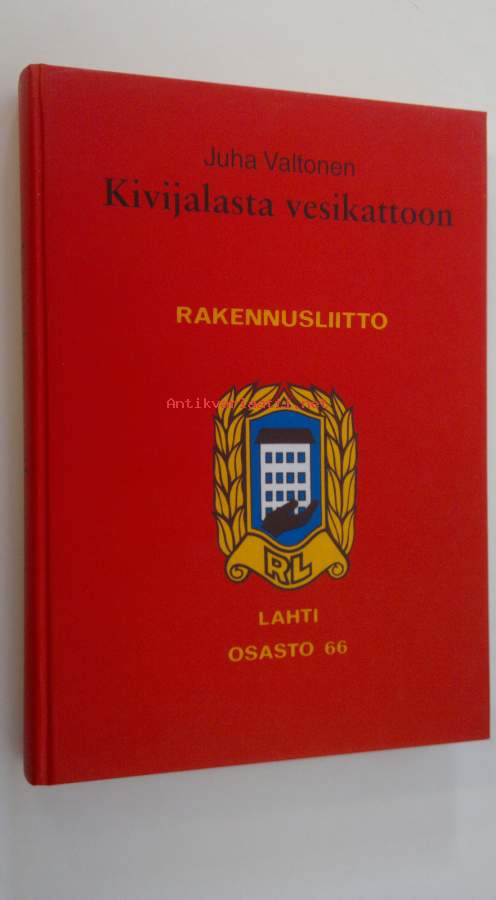 Juha Valtonen
Kivijalasta vesikattoon
RAKENNUSLIITTO
Antikvariaatti.net
RL
LAHTI
OSASTO 66